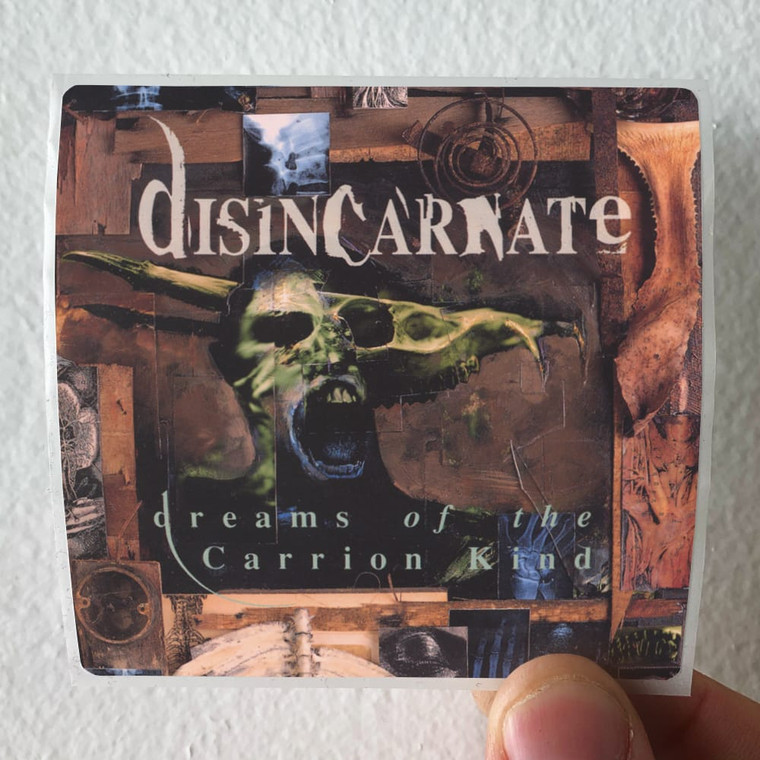 dISINCARNATe
dreams of the
Carrion Kind